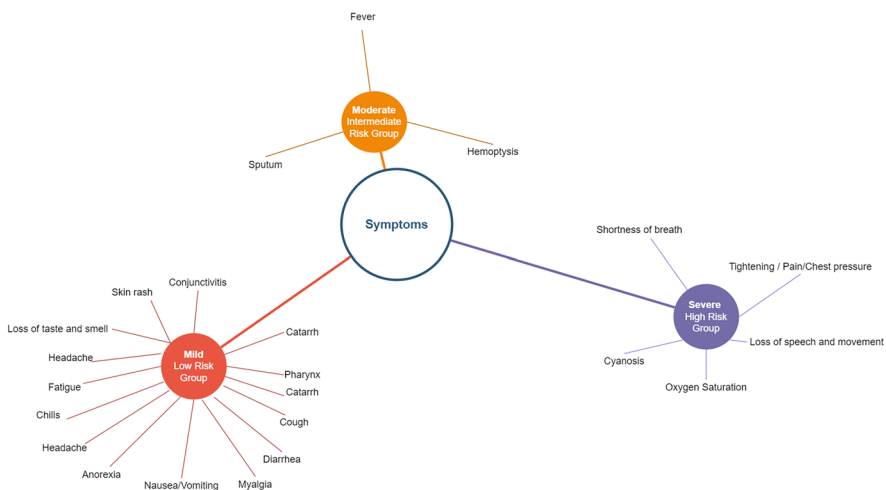 Fever
Moderate
Intermediate
Risk Group
Sputum
Hemoptysis
Symptoms
Shortness of breath
Tightening / Pain/Chest pressure
Severe
High Risk
Group
Loss of speech and movement
Cyanosis
Oxygen Saturation
Conjunctivitis
Skin rash
Loss of taste and smell
Headache
Fatigue
Chills
Headache
Anorexia
Nausea/Vomiting
Myalgia
Diarrhea
Cough
Catarrh
Pharynx
Catarrh
Mild
Low Risk
Group